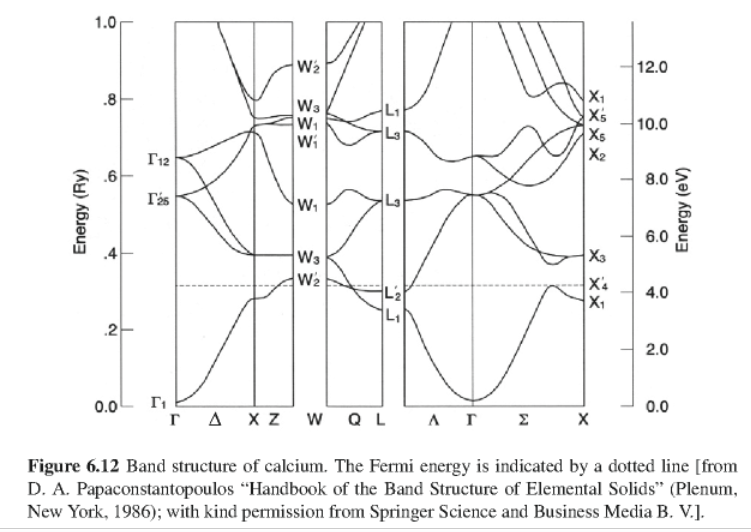 1.0
.8
.6
.4
.2
0.0
Energy (Ry)
Γ12
Γ′25
Γ1
W′2
W3
W1
W′1
W1
W3
W′2
L1
L3
L3
L′2
L1
X1
X′5
X5
X2
X3
X′4
X1
12.0
10.0
8.0
6.0
4.0
2.0
0.0
Energy (eV)
Γ Δ X Z W Q L Λ Γ Σ X
Figure 6.12 Band structure of calcium. The Fermi energy is indicated by a dotted line [from
D. A. Papaconstantopoulos “Handbook of the Band Structure of Elemental Solids” (Plenum,
New York, 1986); with kind permission from Springer Science and Business Media B. V.].